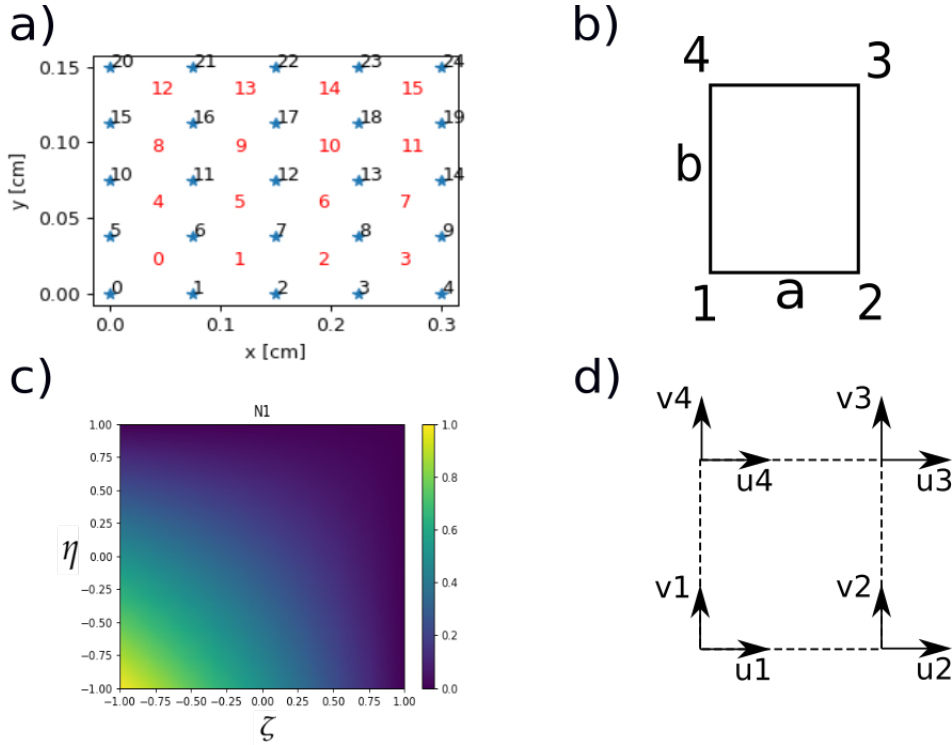 a)
0.15
0.10
0.05
0.00
y [cm]
20 21 22 23 24
12 13 14 15
15 16 17 18 19
8 9 10 11
10 11 12 13 14
4 5 6 7
5 6 7 8 9
0 1 2 3
0 1 2 3 4
0.0 0.1 0.2 0.3
x [cm]
b)
4 3
b
1 a 2
c)
N1
1.00
0.75
0.50
0.25
0.00
−0.25
−0.50
−0.75
−1.00
η
−1.00 −0.75 −0.50 −0.25 0.00 0.25 0.50 0.75 1.00
ζ
1.0
0.8
0.6
0.4
0.2
0.0
d)
v4 v3
u4 u3
v1 v2
u1 u2